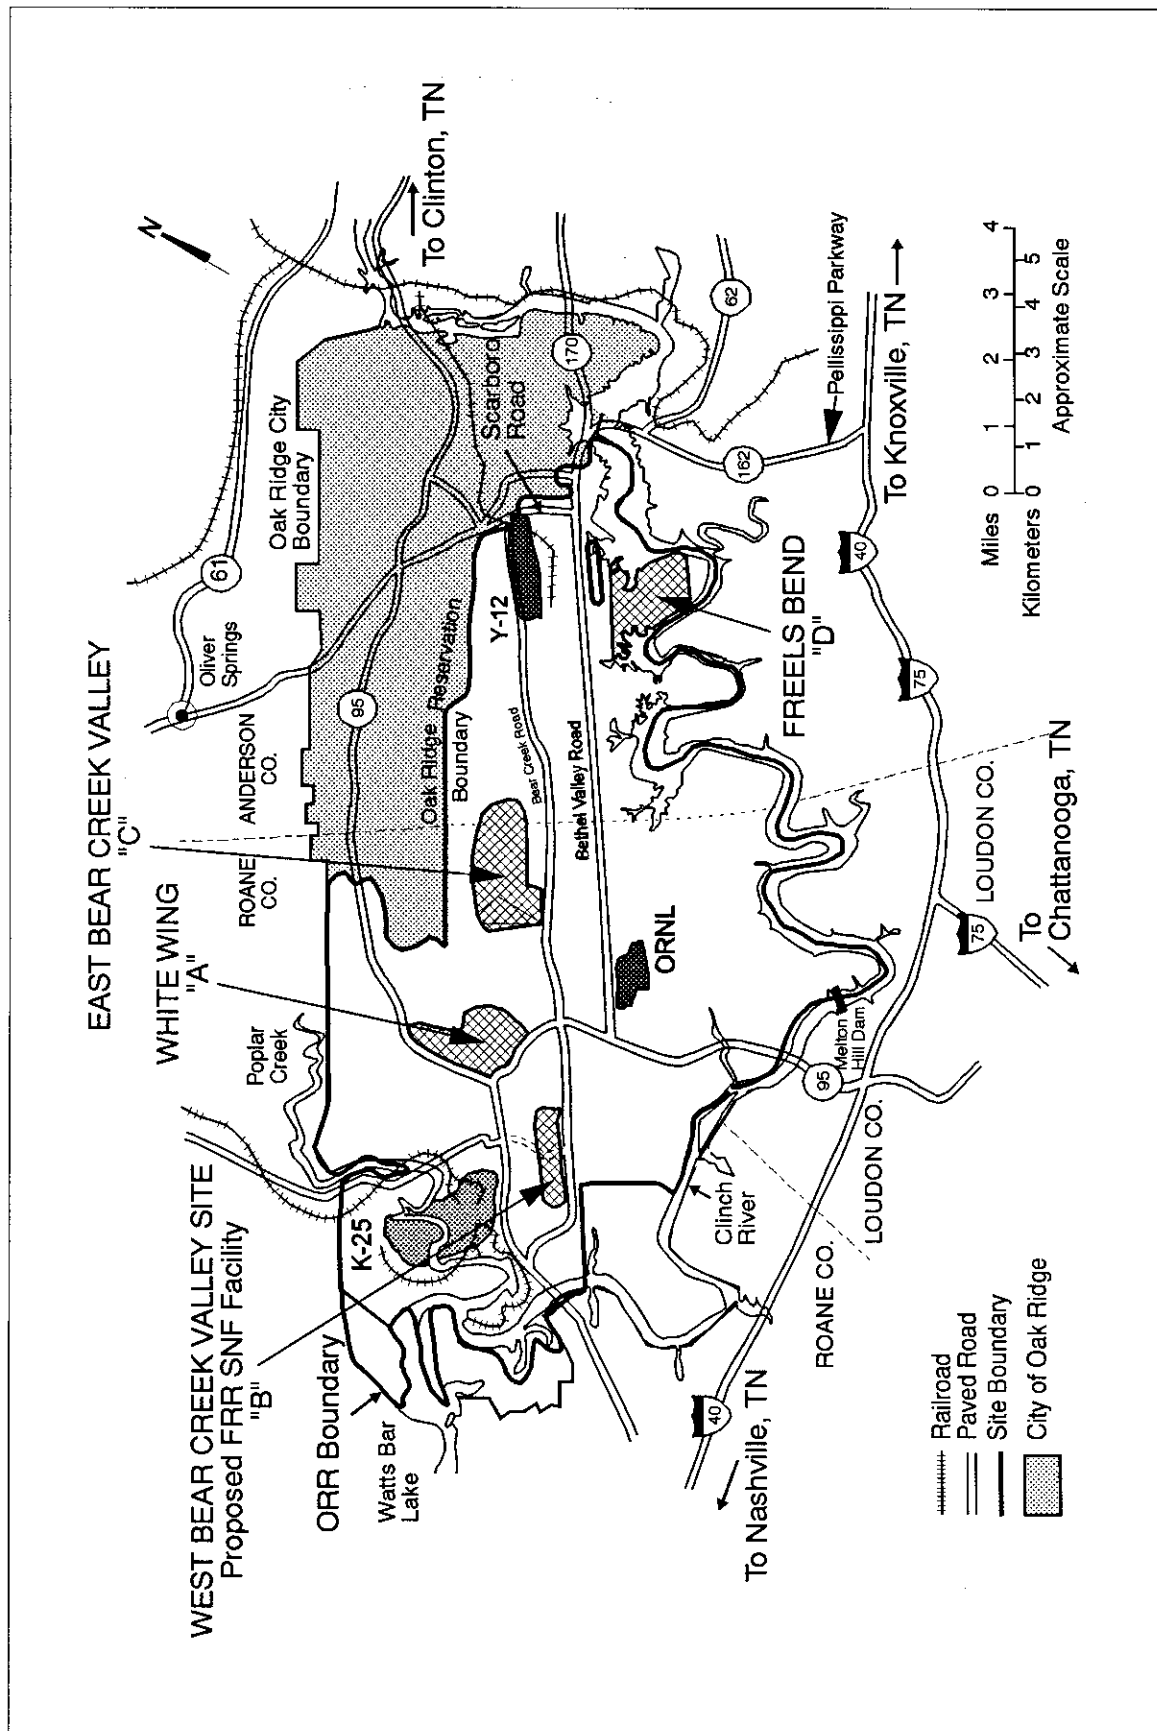 EAST BEAR CREEK VALLEY
"C"
WHITE WING
"A"
WEST BEAR CREEK VALLEY SITE
Proposed FRR SNF Facility
"B"
N
61
Oliver
Springs
Oak Ridge City
Boundary
To Clinton, TN
ROANE
CO.
ANDERSON
CO.
95
Poplar
Creek
Oak Ridge Reservation
Boundary
Scarboro
Road
K-25
ORR Boundary
Watts Bar
Lake
Y-12
Bear Creek Road
Bethel Valley Road
170
62
ORNL
FREELS BEND
"D"
162
Pellissippi Parkway
To Knoxville, TN
40
75
Clinch
River
Melton
Hill Dam
95
LOUDON CO.
ROANE CO.
LOUDON CO.
75
To
Chattanooga, TN
40
To Nashville, TN
Railroad
Paved Road
Site Boundary
City of Oak Ridge
Miles 0 1 2 3 4
Kilometers 0 1 2 3 4 5
Approximate Scale